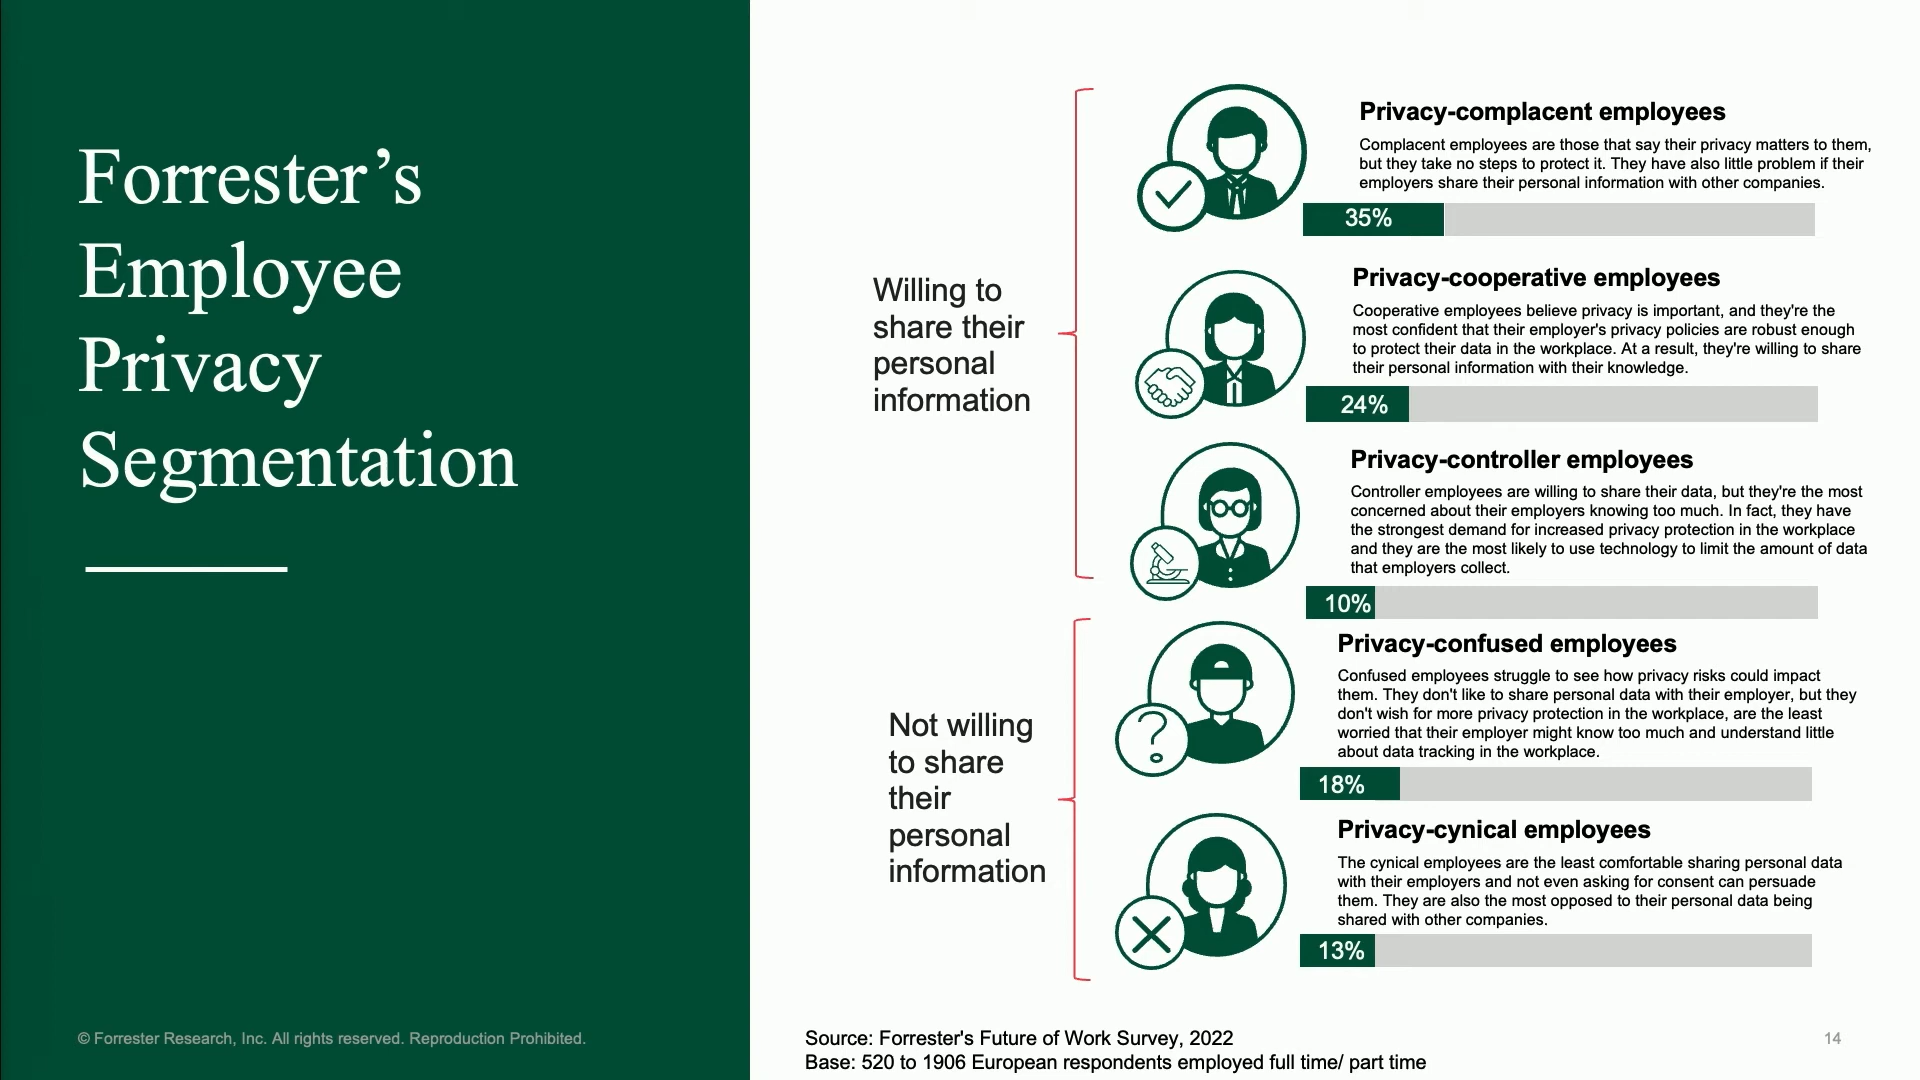 Forrester’s
Employee
Privacy
Segmentation
© Forrester Research, Inc. All rights reserved. Reproduction Prohibited.
Willing to
share their
personal
information
Privacy-complacent employees
Complacent employees are those that say their privacy matters to them,
but they take no steps to protect it. They have also little problem if their
employers share their personal information with other companies.
35%
Privacy-cooperative employees
Cooperative employees believe privacy is important, and they're the
most confident that their employer's privacy policies are robust enough
to protect their data in the workplace. At a result, they're willing to share
their personal information with their knowledge.
24%
Privacy-controller employees
Controller employees are willing to share their data, but they're the most
concerned about their employers knowing too much. In fact, they have
the strongest demand for increased privacy protection in the workplace
and they are the most likely to use technology to limit the amount of data
that employers collect.
10%
Not willing
to share
their
personal
information
Privacy-confused employees
Confused employees struggle to see how privacy risks could impact
them. They don't like to share personal data with their employer, but they
don't wish for more privacy protection in the workplace, are the least
worried that their employer might know too much and understand little
about data tracking in the workplace.
18%
Privacy-cynical employees
The cynical employees are the least comfortable sharing personal data
with their employers and not even asking for consent can persuade
them. They are also the most opposed to their personal data being
shared with other companies.
13%
Source: Forrester's Future of Work Survey, 2022
Base: 520 to 1906 European respondents employed full time/ part time
14